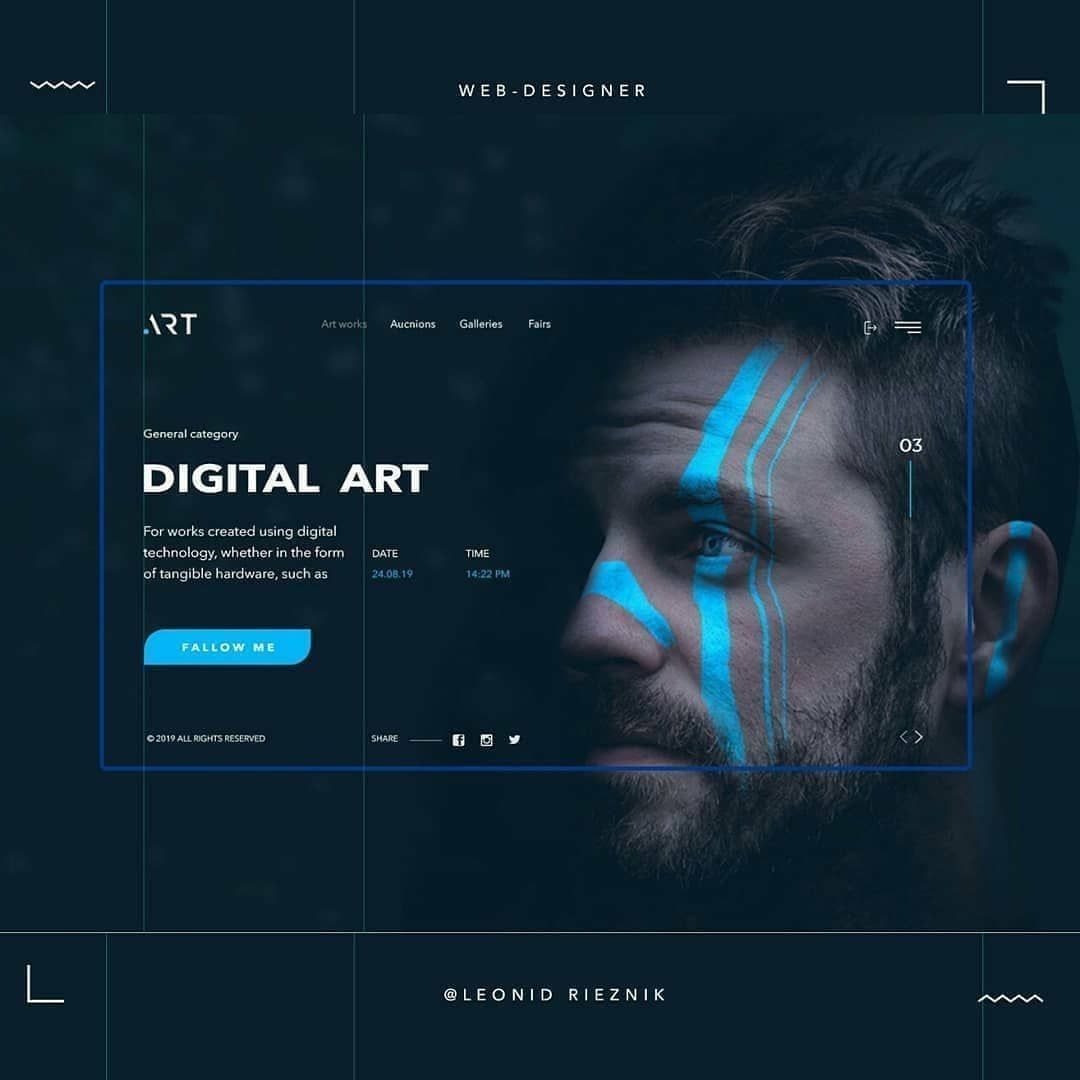 WEB-DESIGNER
ART
Art works Aucnions Galleries Fairs
General category
03
DIGITAL ART
For works created using digital
technology, whether in the form
of tangible hardware, such as
DATE TIME
24.08.19 14:22 PM
FALLOW ME
© 2019 ALL RIGHTS RESERVED
SHARE
@LEONID RIEZNIK